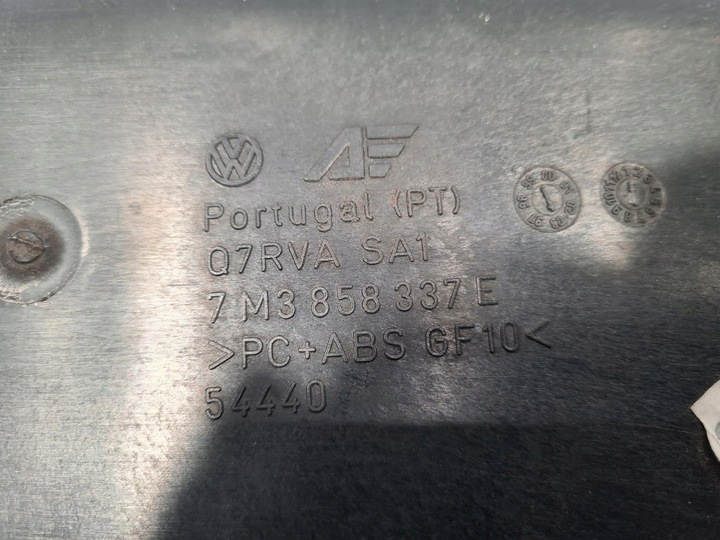 Portugal (PT)
Q7RVA SA1
7 M3 858 337 E
>PC+ABS GF10<
54440